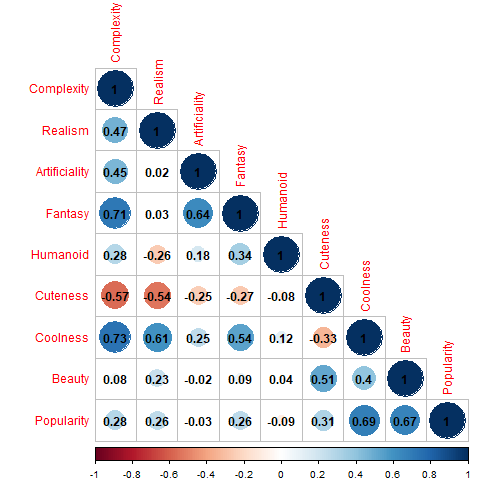 Complexity
Realism
Artificiality
Fantasy
Humanoid
Cuteness
Coolness
Beauty
Popularity
Complexity 1
Realism 0.47 1
Artificiality 0.45 0.02 1
Fantasy 0.71 0.03 0.64 1
Humanoid 0.28 -0.26 0.18 0.34 1
Cuteness -0.57 -0.54 -0.25 -0.27 -0.08 1
Coolness 0.73 0.61 0.25 0.54 0.12 -0.33 1
Beauty 0.08 0.23 -0.02 0.09 0.04 0.51 0.4 1
Popularity 0.28 0.26 -0.03 0.26 -0.09 0.31 0.69 0.67 1
-1 -0.8 -0.6 -0.4 -0.2 0 0.2 0.4 0.6 0.8 1